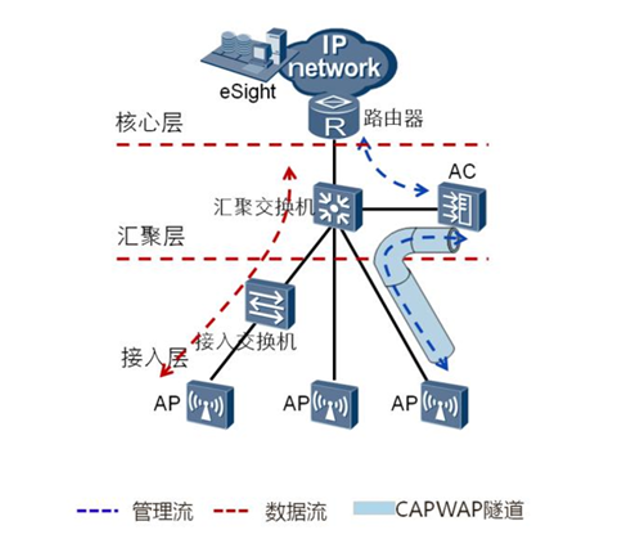 IP
network
eSight
核心层
R
路由器
AC
汇聚交换机
汇聚层
接入交换机
接入层
AP
AP
AP
管理流
数据流
CAPWAP隧道